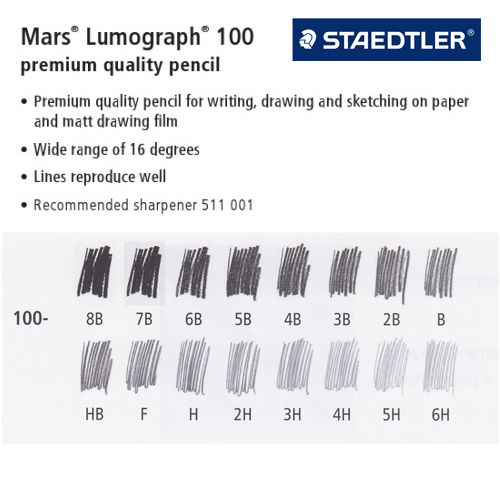 Mars® Lumograph® 100
STAEDTLER®
premium quality pencil
• Premium quality pencil for writing, drawing and sketching on paper
and matt drawing film
• Wide range of 16 degrees
• Lines reproduce well
• Recommended sharpener 511 001
100-
8B 7B 6B 5B 4B 3B 2B B
HB F H 2H 3H 4H 5H 6H